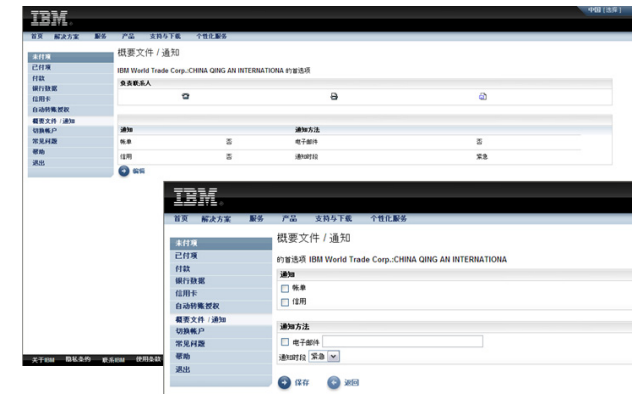 IBM
中国 [选择]
首页 解决方案 服务 产品 支持与下载 个性化服务
未付项
已付项
付款
银行数据
信用卡
自动转账授权
概要文件 / 通知
切换帐户
常见问题
帮助
退出
概要文件 / 通知
IBM World Trade Corp.:CHINA QING AN INTERNATIONA 的首选项
负责联系人
通知 通知方法
帐单 否 电子邮件 否
信用 否 通知时段 紧急
编辑
关于IBM 隐私条约 联系IBM 使用条款
IBM
首页 解决方案 服务 产品 支持与下载 个性化服务
未付项
已付项
付款
银行数据
信用卡
自动转账授权
概要文件 / 通知
切换帐户
常见问题
帮助
退出
概要文件 / 通知
的首选项 IBM World Trade Corp.:CHINA QING AN INTERNATIONA
通知
帐单
信用
通知方法
电子邮件
通知时段 紧急
保存 返回